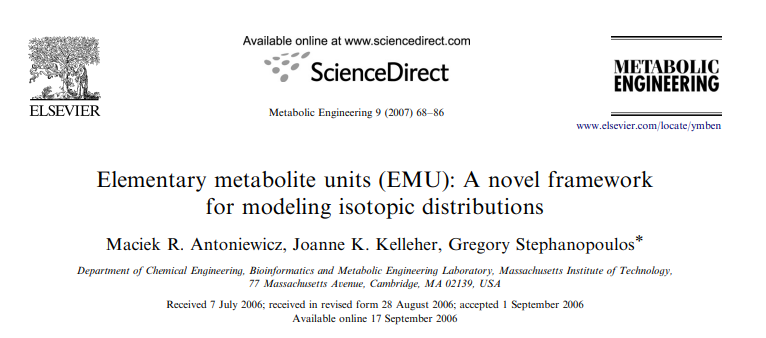 Available online at www.sciencedirect.com
ScienceDirect
ELSEVIER
METABOLIC
ENGINEERING
Metabolic Engineering 9 (2007) 68–86
www.elsevier.com/locate/ymben
Elementary metabolite units (EMU): A novel framework
for modeling isotopic distributions
Maciek R. Antoniewicz, Joanne K. Kelleher, Gregory Stephanopoulos*
Department of Chemical Engineering, Bioinformatics and Metabolic Engineering Laboratory, Massachusetts Institute of Technology,
77 Massachusetts Avenue, Cambridge, MA 02139, USA
Received 7 July 2006; received in revised form 28 August 2006; accepted 1 September 2006
Available online 17 September 2006